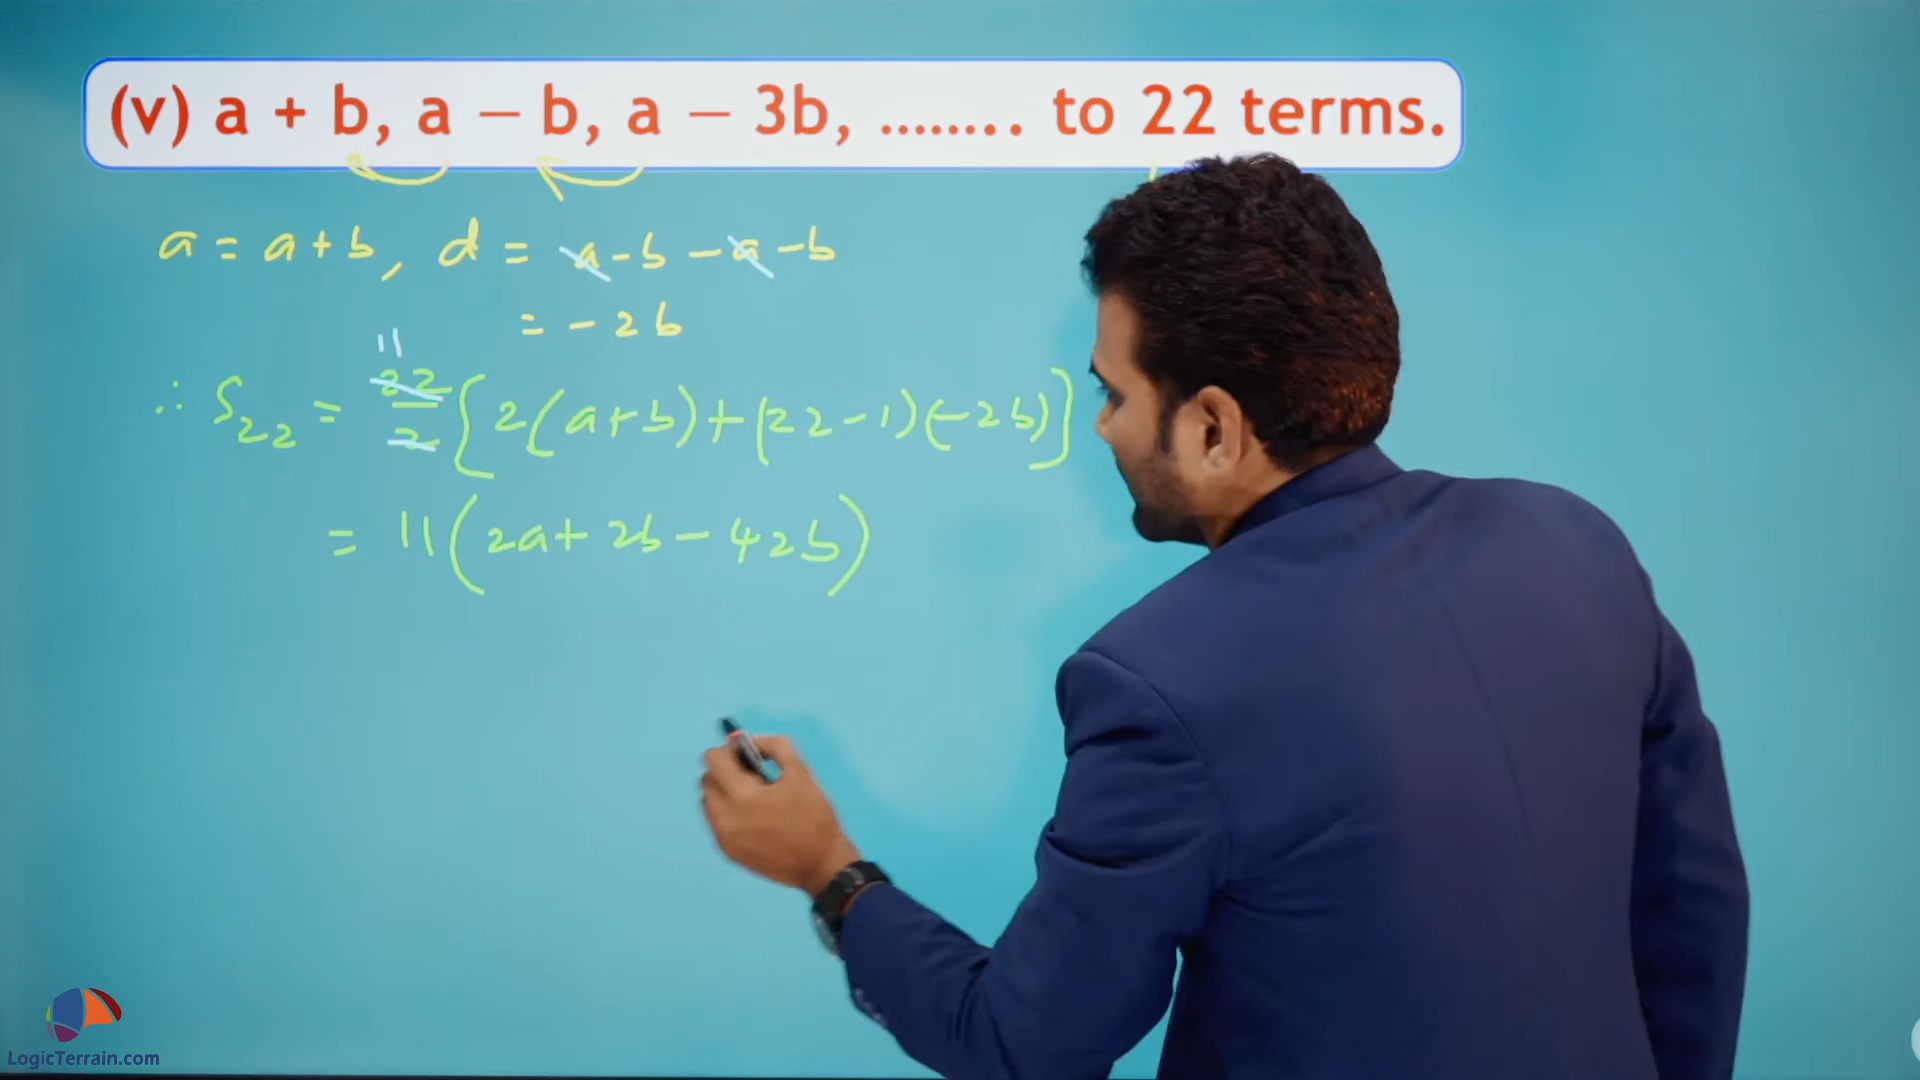 (v) a + b, a – b, a – 3b, ........ to 22 terms.
a = a + b, d = a - b - a - b
= - 2b
11
∴ S₂₂ = 22/2 [2(a+b)+(22-1)(-2b)]
= 11(2a+2b-42b)
LogicTerrain.com